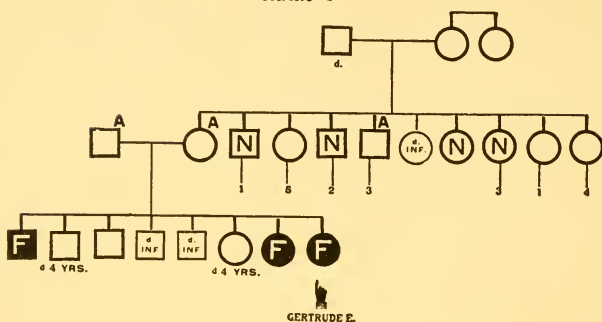 d.
A A A
N N d. INF. N N
1 5 2 3 3 1 4
F d INF d. INF F F
d 4 YRS. d 4 YRS.
GERTRUDE E.